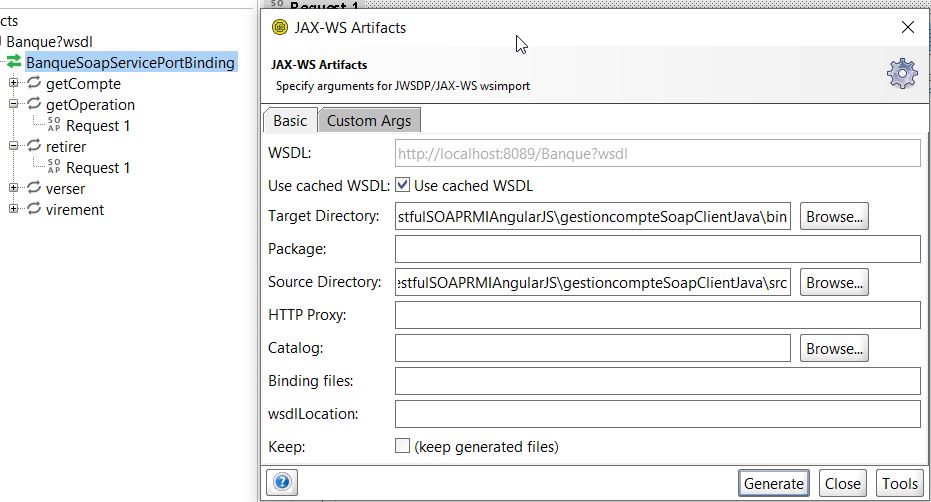 cts
Banque?wsdl
BanqueSoapServicePortBinding
getCompte
getOperation
SO AP Request 1
retirer
SO AP Request 1
verser
virement
SO Request 1
JAX-WS Artifacts
JAX-WS Artifacts
Specify arguments for JWSDP/JAX-WS wsimport
Basic Custom Args
WSDL: http://localhost:8089/Banque?wsdl
Use cached WSDL: Use cached WSDL
Target Directory: stfulSOAPRMIAngularJS\gestioncompteSoapClientJava\bin Browse...
Package:
Source Directory: estfulSOAPRMIAngularJS\gestioncompteSoapClientJava\src Browse...
HTTP Proxy:
Catalog: Browse...
Binding files:
wsdlLocation:
Keep: (keep generated files)
? Generate Close Tools